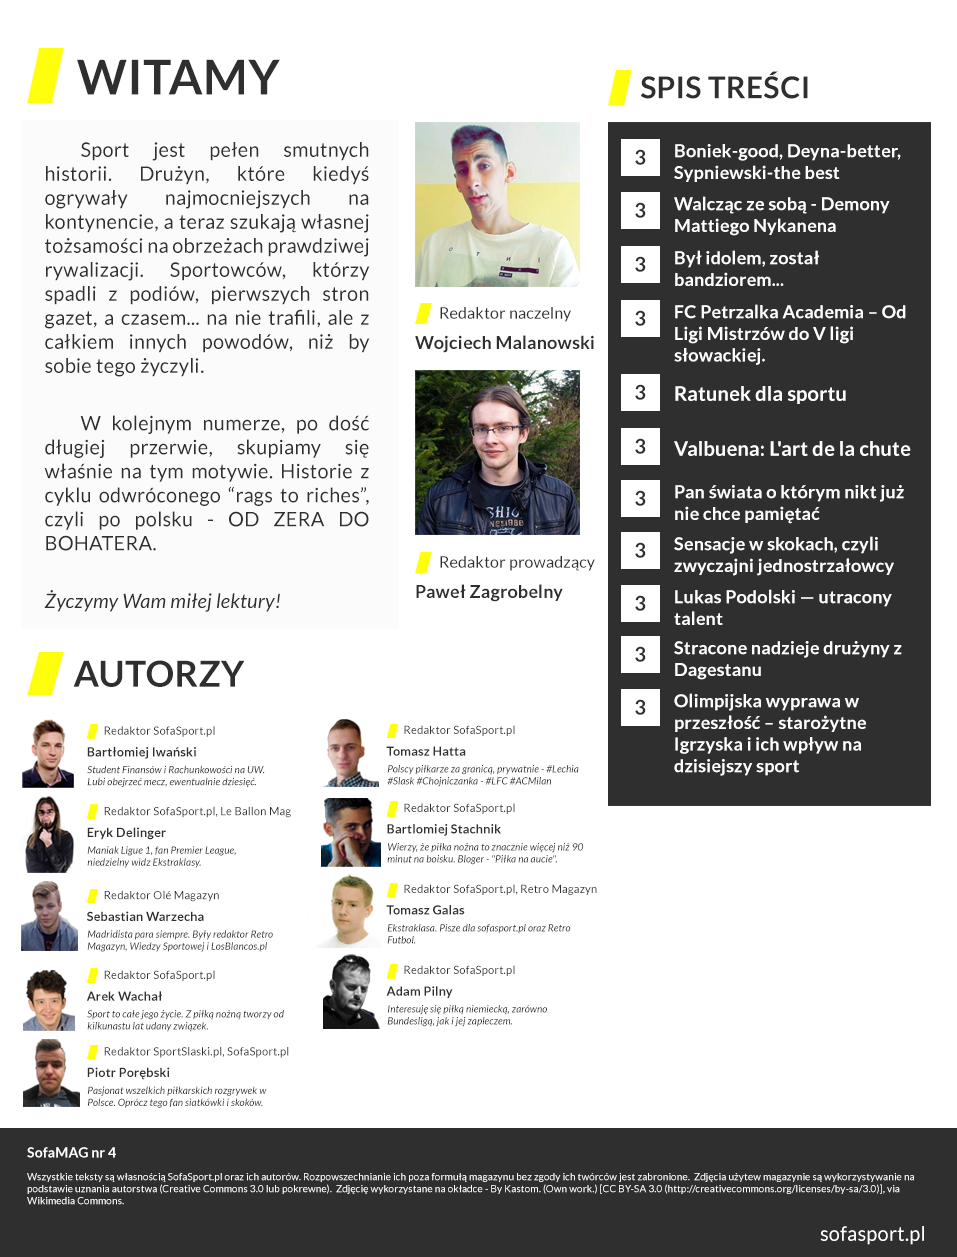 WITAMY
Sport jest pełen smutnych
historii. Drużyn, które kiedyś
ogrywały najmocniejszych na
kontynencie, a teraz szukają własnej
tożsamości na obrzeżach prawdziwej
rywalizacji. Sportowców, którzy
spadli z podiów, pierwszych stron
gazet, a czasem... na nie trafili, ale z
całkiem innych powodów, niż by
sobie tego życzyli.
W kolejnym numerze, po dość
długiej przerwie, skupiamy się
właśnie na tym motywie. Historie z
cyklu odwróconego “rags to riches”,
czyli po polsku - OD ZERA DO
BOHATERA.
Życzymy Wam miłej lektury!
Redaktor naczelny
Wojciech Malanowski
Redaktor prowadzący
Paweł Zagrobelny
SPIS TREŚCI
3 Boniek-good, Deyna-better,
Sypniewski-the best
3 Walcząc ze sobą - Demony
Mattiego Nykanena
3 Był idolem, został
bandziorem...
3 FC Petrzalka Academia – Od
Ligi Mistrzów do V ligi
słowackiej.
3 Ratunek dla sportu
3 Valbuena: L'art de la chute
3 Pan świata o którym nikt już
nie chce pamiętać
3 Sensacje w skokach, czyli
zwyczajni jednostrzałowcy
3 Lukas Podolski — utracony
talent
3 Stracone nadzieje drużyny z
Dagestanu
3 Olimpijska wyprawa w
przeszłość – starożytne
Igrzyska i ich wpływ na
dzisiejszy sport
AUTORZY
Redaktor SofaSport.pl
Bartłomiej Iwański
Student Finansów i Rachunkowości na UW.
Lubi obejrzeć mecz, ewentualnie dziesięć.
Redaktor SofaSport.pl, Le Ballon Mag
Eryk Delinger
Maniak Ligue 1, fan Premier League,
niedzielny widz Ekstraklasy.
Redaktor Olé Magazyn
Sebastian Warzecha
Madridista para siempre. Były redaktor Retro
Magazyn, Wiedzy Sportowej i LosBlancos.pl
Redaktor SofaSport.pl
Arek Wachał
Sport to całe jego życie. Z piłką nożną tworzy od
kilkunastu lat udany związek.
Redaktor SportSlaski.pl, SofaSport.pl
Piotr Porębski
Pasjonat wszelkich piłkarskich rozgrywek w
Polsce. Oprócz tego fan siatkówki i skoków.
Redaktor SofaSport.pl
Tomasz Hatta
Polscy piłkarze za granicą, prywatnie - #Lechia
#Slask #Chojniczanka - #LFC #ACMilan
Redaktor SofaSport.pl
Bartlomiej Stachnik
Wierzy, że piłka nożna to znacznie więcej niż 90
minut na boisku. Bloger - "Piłka na aucie".
Redaktor SofaSport.pl, Retro Magazyn
Tomasz Galas
Ekstraklasa. Pisze dla sofasport.pl oraz Retro
Futbol.
Redaktor SofaSport.pl
Adam Pilny
Interesuję się piłką niemiecką, zarówno
Bundesligą, jak i jej zapleczem.
SofaMAG nr 4
Wszystkie teksty są własnością SofaSport.pl oraz ich autorów. Rozpowszechnianie ich poza formułą magazynu bez zgody ich twórców jest zabronione. Zdjęcia użytew magazynie są wykorzystywanie na
podstawie uznania autorstwa (Creative Commons 3.0 lub pokrewne). Zdjęcię wykorzystane na okładce - By Kastom. (Own work.) [CC BY-SA 3.0 (http://creativecommons.org/licenses/by-sa/3.0)], via
Wikimedia Commons.
sofasport.pl